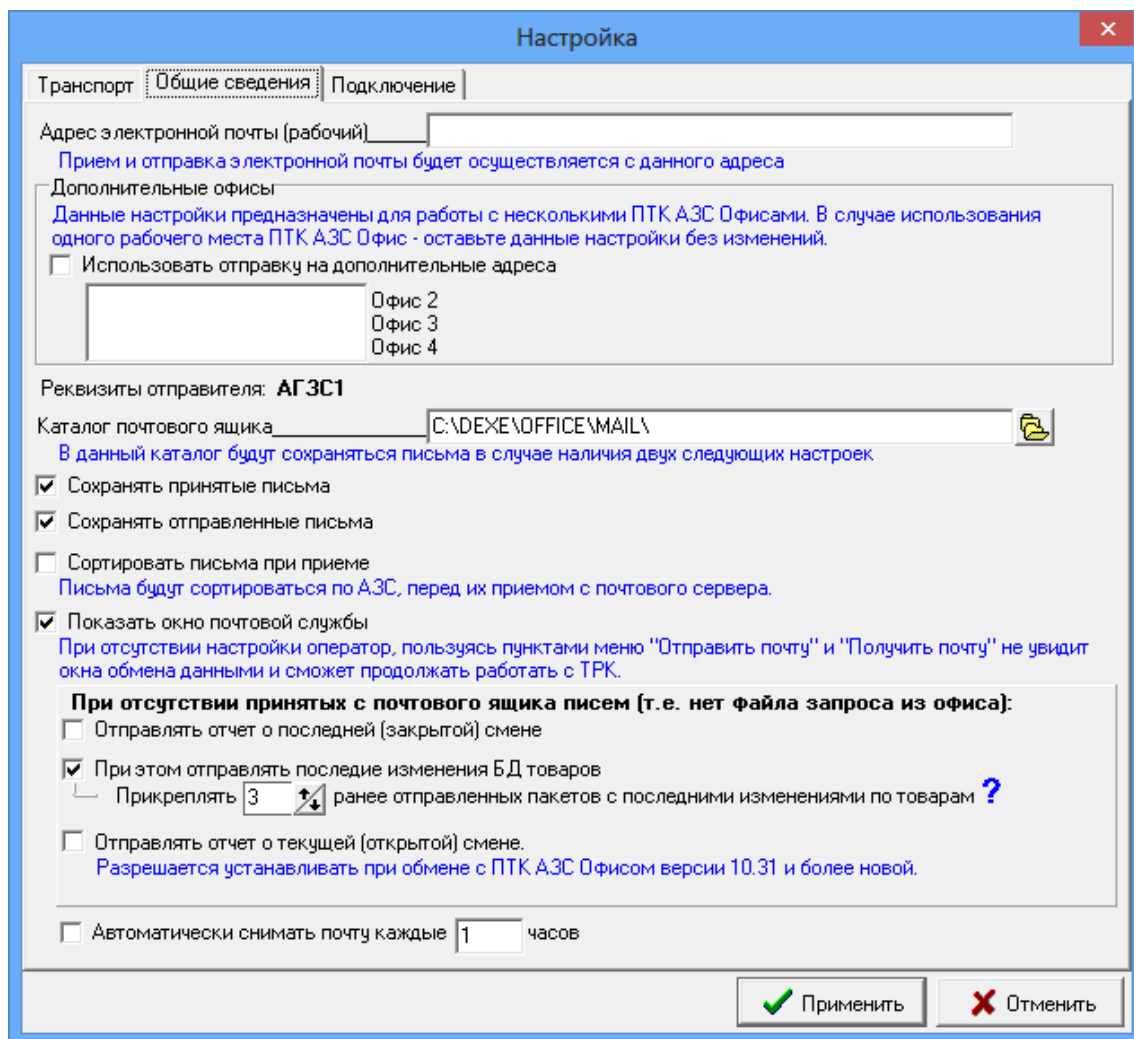 Настройка
Транспорт Общие сведения Подключение
Адрес электронной почты (рабочий)
Прием и отправка электронной почты будет осуществляется с данного адреса
Дополнительные офисы
Данные настройки предназначены для работы с несколькими ПТК АЗС Офисами. В случае использования
одного рабочего места ПТК АЗС Офис - оставьте данные настройки без изменений.
Использовать отправку на дополнительные адреса
Офис 2
Офис 3
Офис 4
Реквизиты отправителя: АГЗС1
Каталог почтового ящика C:\DEXE\OFFICE\MAIL\
В данный каталог будут сохраняться письма в случае наличия двух следующих настроек
Сохранять принятые письма
Сохранять отправленные письма
Сортировать письма при приеме
Письма будут сортироваться по АЗС, перед их приемом с почтового сервера.
Показать окно почтовой службы
При отсутствии настройки оператор, пользуясь пунктами меню "Отправить почту" и "Получить почту" не увидит
окна обмена данными и сможет продолжать работать с ТРК.
При отсутствии принятых с почтового ящика писем (т.е. нет файла запроса из офиса):
Отправлять отчет о последней (закрытой) смене
При этом отправлять последие изменения БД товаров
Прикреплять 3 ранее отправленных пакетов с последними изменениями по товарам ?
Отправлять отчет о текущей (открытой) смене.
Разрешается устанавливать при обмене с ПТК АЗС Офисом версии 10.31 и более новой.
Автоматически снимать почту каждые 1 часов
Применить Отменить